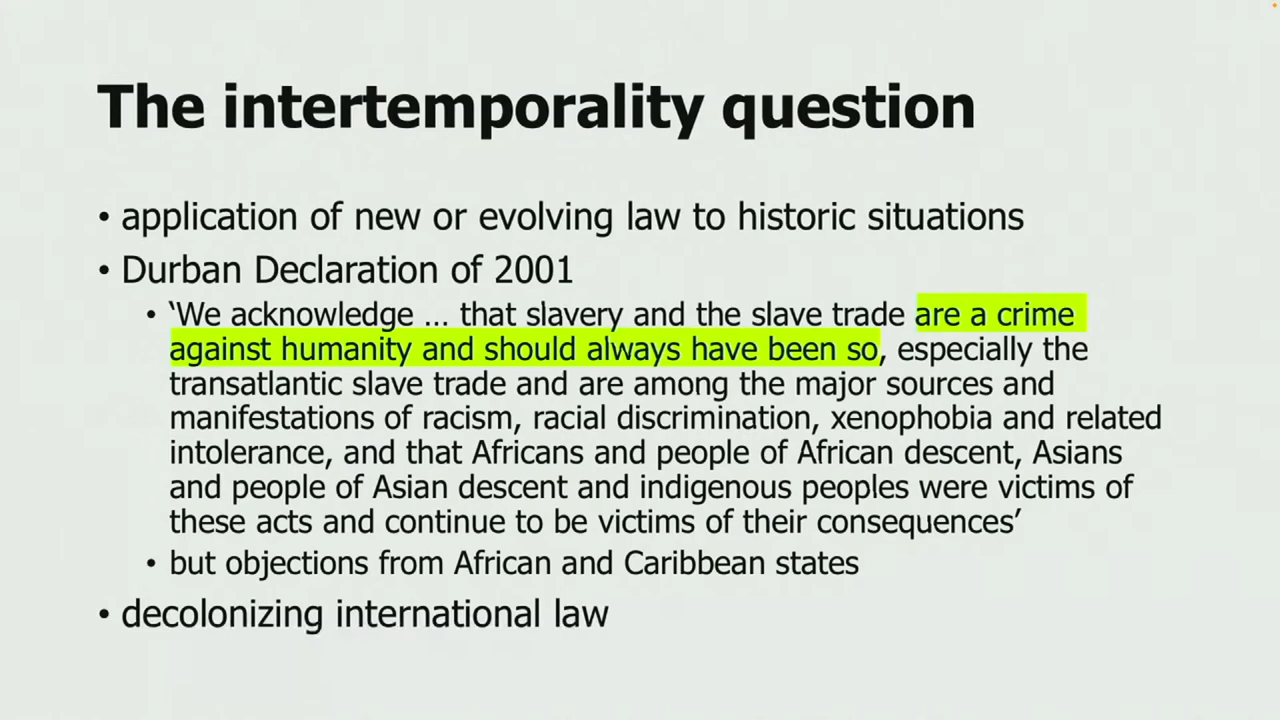 The intertemporality question
• application of new or evolving law to historic situations
• Durban Declaration of 2001
• ‘We acknowledge ... that slavery and the slave trade are a crime
against humanity and should always have been so, especially the
transatlantic slave trade and are among the major sources and
manifestations of racism, racial discrimination, xenophobia and related
intolerance, and that Africans and people of African descent, Asians
and people of Asian descent and indigenous peoples were victims of
these acts and continue to be victims of their consequences’
• but objections from African and Caribbean states
• decolonizing international law